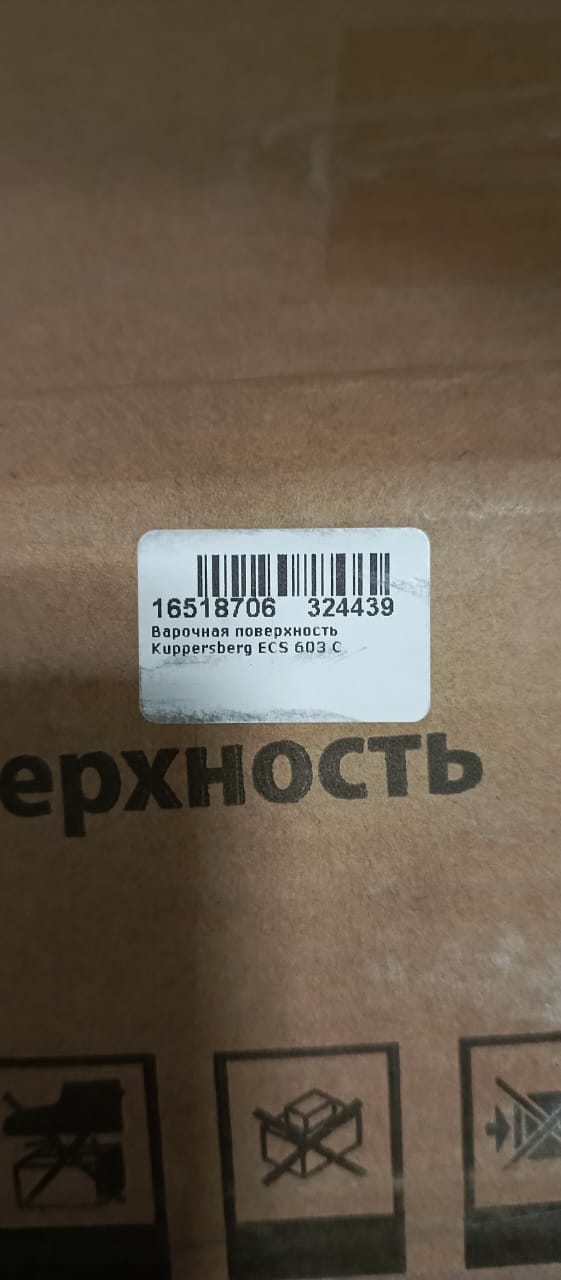 16518706 324439
Варочная поверхность
Kuppersberg ECS 603 C
ерхность